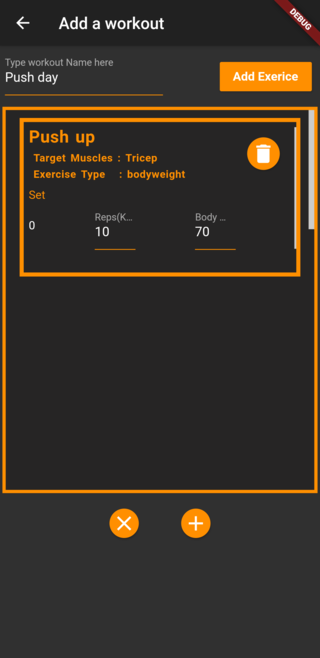 Add a workout
DEBUG
Type workout Name here
Push day
Add Exerice
Push up
Target Muscles : Tricep
Exercise Type : bodyweight
Set
0
Reps(K...
10
Body ...
70